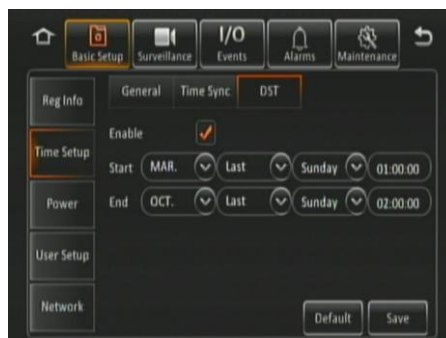 Basic Setup
Surveillance
I/O
Events
Alarms
Maintenance
Reg Info
General
Time Sync
DST
Enable
Time Setup
Start
MAR.
Last
Sunday
01:00:00
Power
End
OCT.
Last
Sunday
02:00:00
User Setup
Network
Default
Save